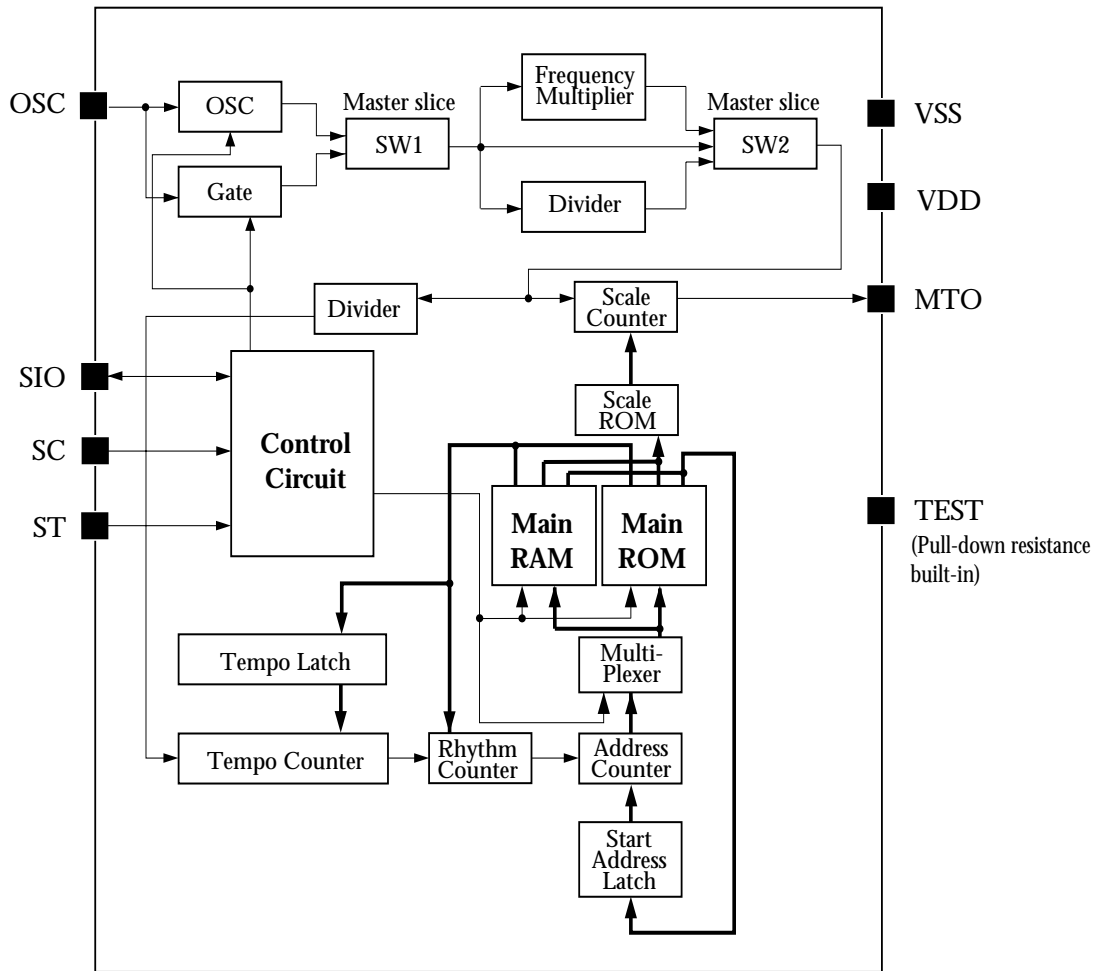 OSC
OSC
Gate
Master slice
SW1
Frequency
Multiplier
Divider
Master slice
SW2
VSS
VDD
MTO
Divider
Scale
Counter
SIO
SC
ST
Control
Circuit
Scale
ROM
Main
RAM
Main
ROM
TEST
(Pull-down resistance
built-in)
Tempo Latch
Multi-
Plexer
Tempo Counter
Rhythm
Counter
Address
Counter
Start
Address
Latch